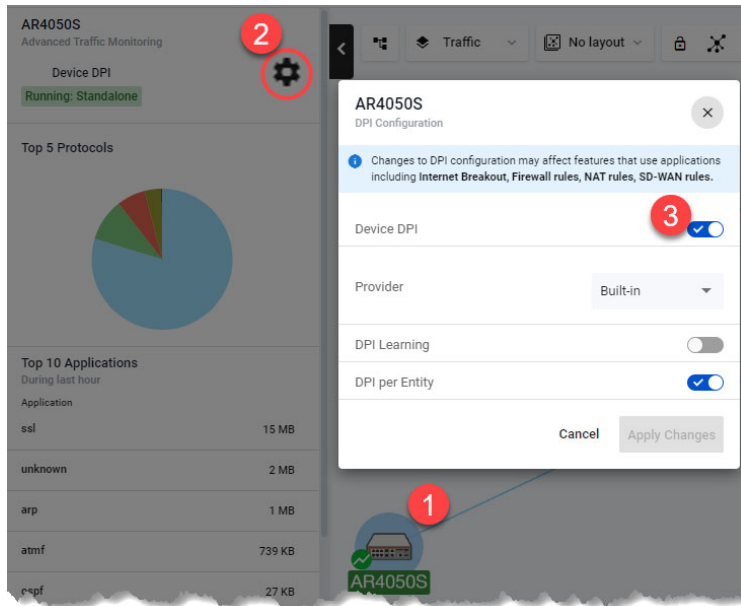 AR4050S
Advanced Traffic Monitoring
2
Device DPI
Running: Standalone
Top 5 Protocols
Top 10 Applications
During last hour
Application
ssl 15 MB
unknown 2 MB
arp 1 MB
atmf 739 KB
ospf 27 KB
Traffic
No layout
AR4050S
DPI Configuration
Changes to DPI configuration may affect features that use applications
including Internet Breakout, Firewall rules, NAT rules, SD-WAN rules.
3
Device DPI
Provider Built-in
DPI Learning
DPI per Entity
Cancel Apply Changes
1
AR4050S